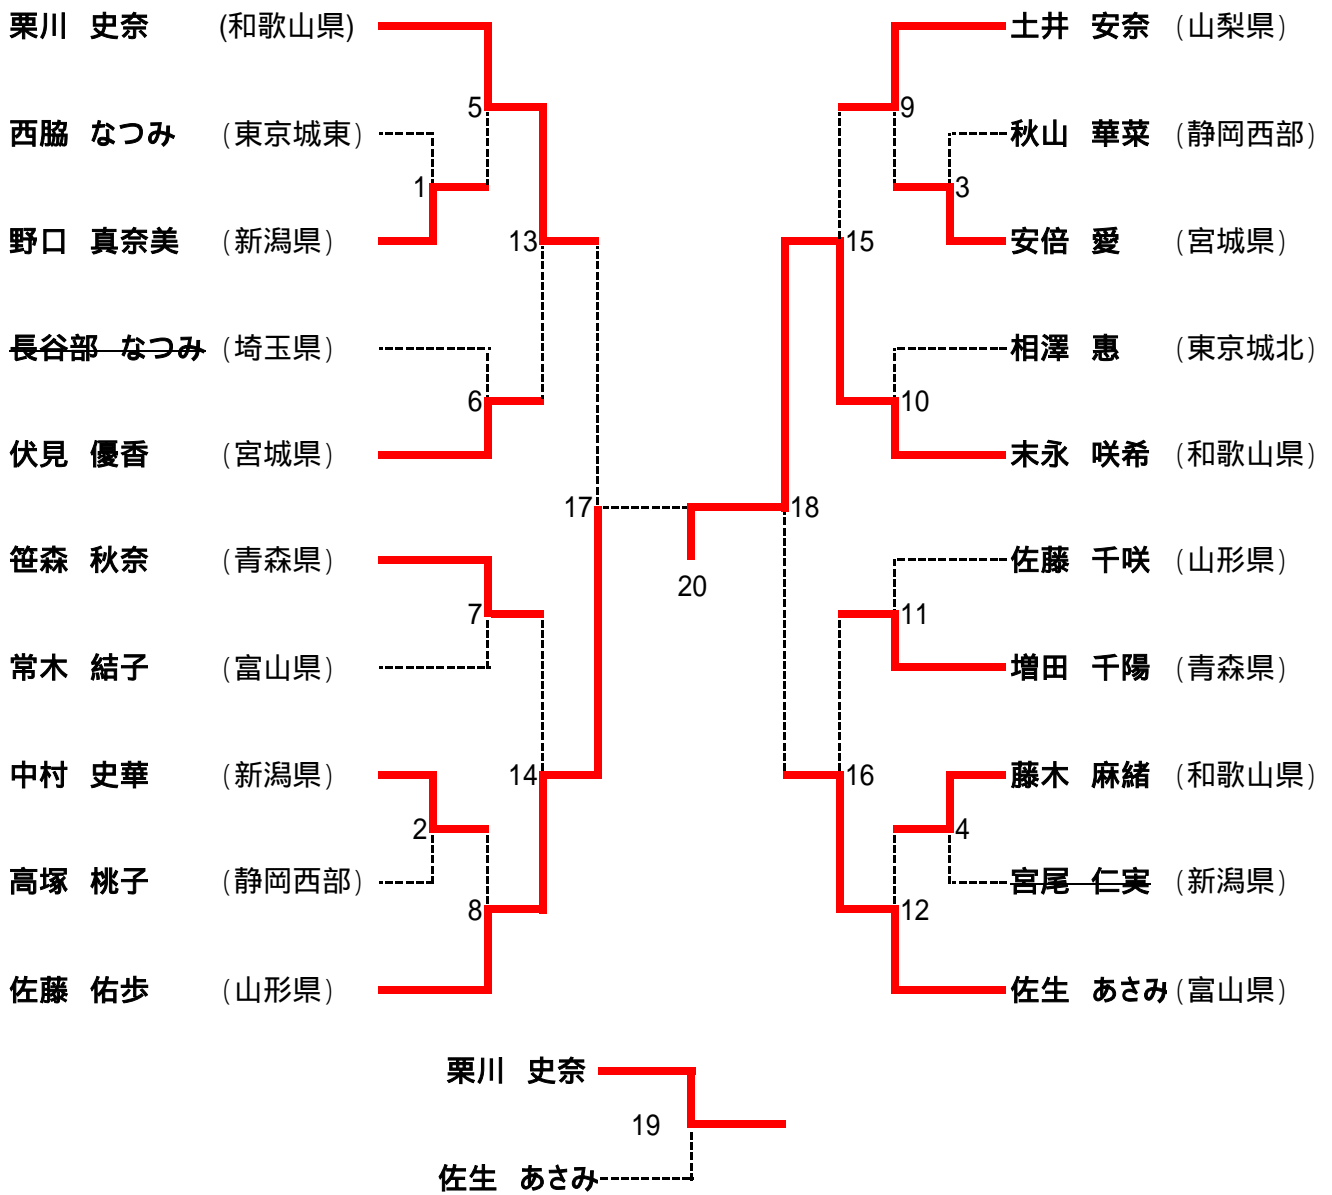 栗川 史奈 (和歌山県)
西脇 なつみ (東京城東)
野口 真奈美 (新潟県)
長谷部 なつみ (埼玉県)
伏見 優香 (宮城県)
笹森 秋奈 (青森県)
常木 結子 (富山県)
中村 史華 (新潟県)
高塚 桃子 (静岡西部)
佐藤 佑歩 (山形県)
5
1
13
6
17
7
14
2
8
20
土井 安奈 (山梨県)
秋山 華菜 (静岡西部)
安倍 愛 (宮城県)
相澤 惠 (東京城北)
末永 咲希 (和歌山県)
佐藤 千咲 (山形県)
増田 千陽 (青森県)
藤木 麻緒 (和歌山県)
宮尾 仁実 (新潟県)
佐生 あさみ (富山県)
9
3
15
10
18
11
16
4
12
栗川 史奈
19
佐生 あさみ